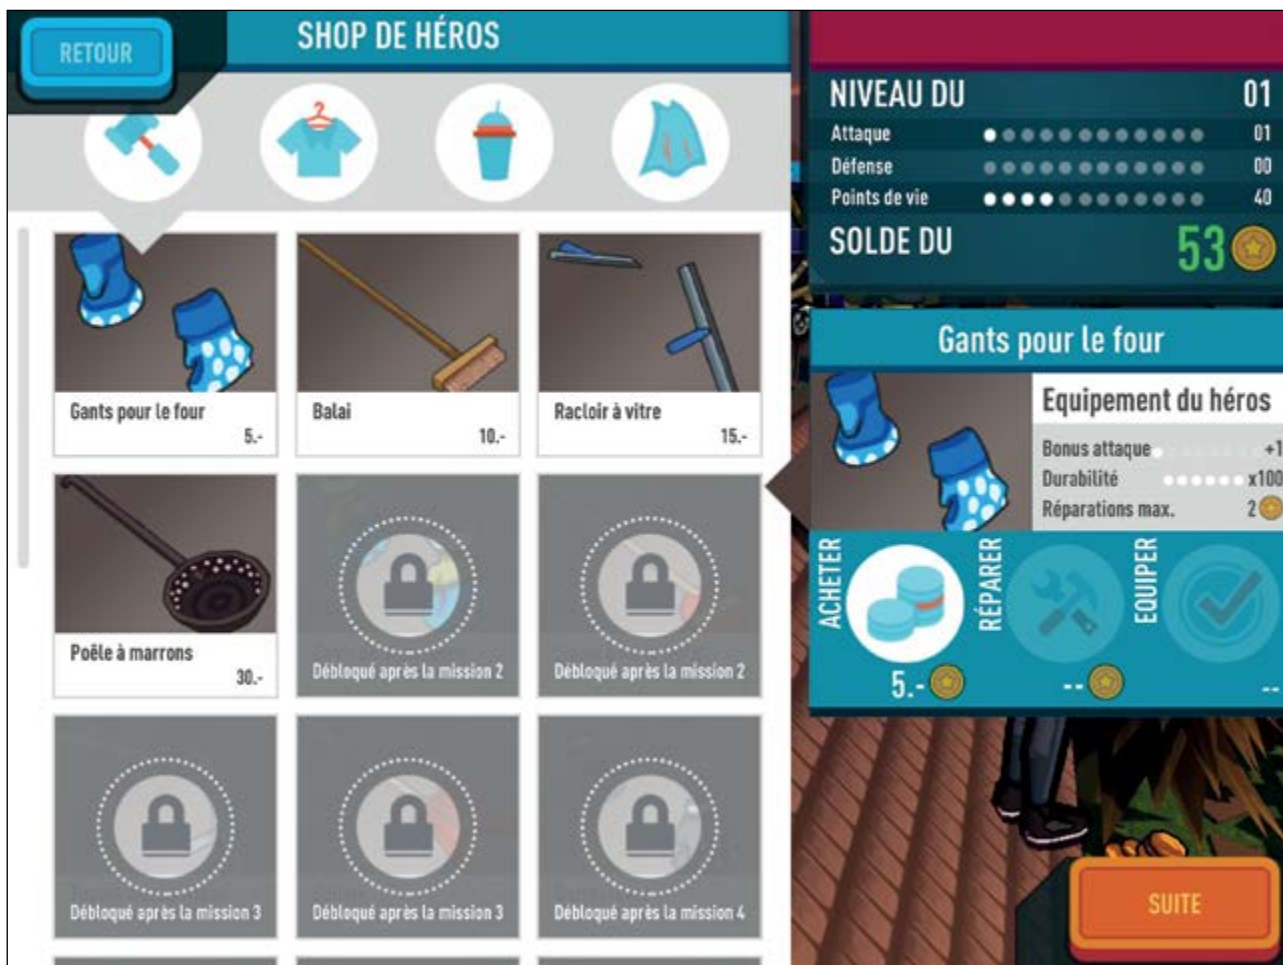 RETOUR
SHOP DE HÉROS
Gants pour le four
5.-
Balai
10.-
Racloir à vitre
15.-
Poêle à marrons
30.-
Débloqué après la mission 2
Débloqué après la mission 2
Débloqué après la mission 3
Débloqué après la mission 3
Débloqué après la mission 4
NIVEAU DU 01
Attaque 01
Défense 00
Points de vie 40
SOLDE DU 53
Gants pour le four
Equipement du héros
Bonus attaque +1
Durabilité x100
Réparations max. 2
ACHETER
5.-
RÉPARER
--
EQUIPER
--
SUITE